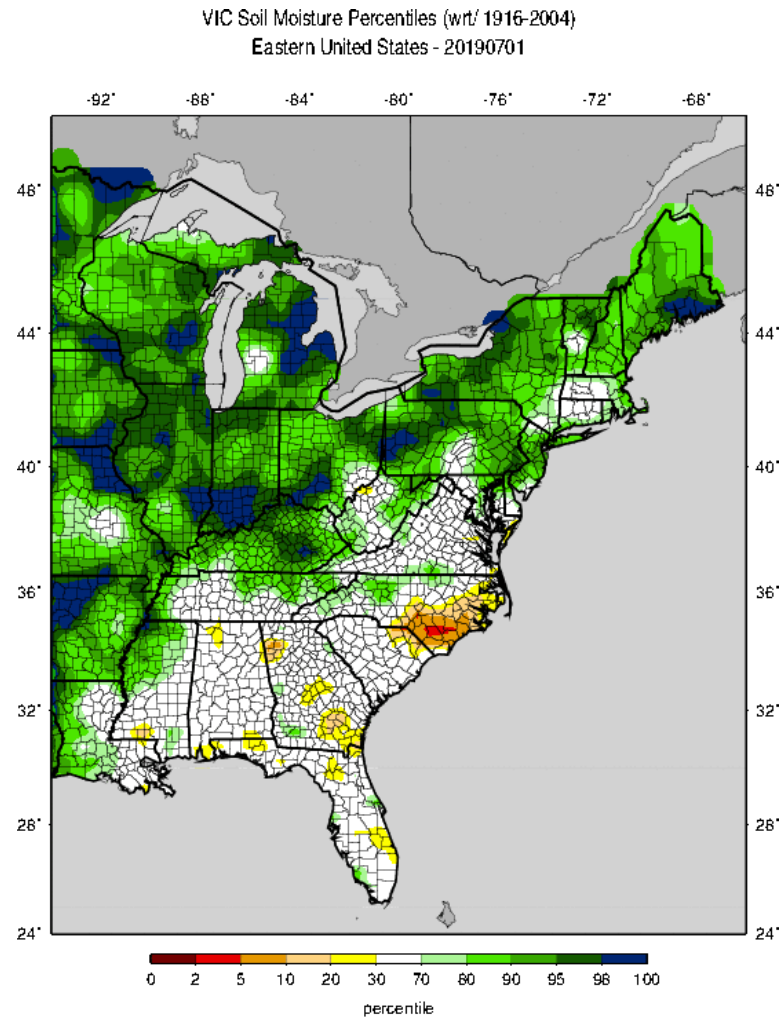 VIC Soil Moisture Percentiles (wrt/ 1916-2004)
Eastern United States - 20190701
-92° -88° -84° -80° -76° -72° -68°
48° 48°
44° 44°
40° 40°
36° 36°
32° 32°
28° 28°
24° 24°
0 2 5 10 20 30 70 80 90 95 98 100
percentile